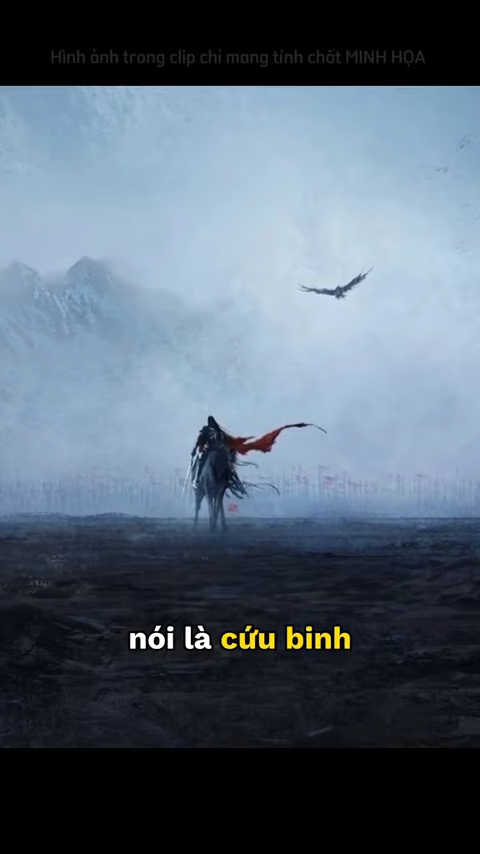 Hình ảnh trong clip chỉ mang tính chất MINH HỌA
nói là cứu binh